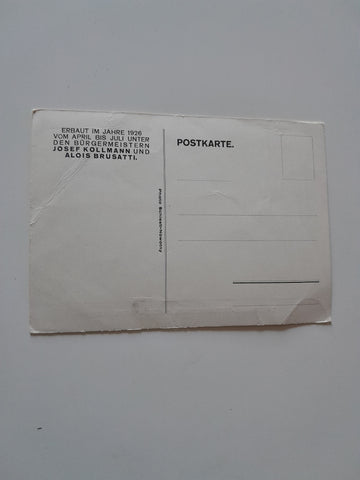 ERBAUT IM JAHRE 1926
VOM APRIL BIS JULI UNTER
DEN BÜRGERMEISTERN
JOSEF KOLLMANN UND
ALOIS BRUSATTI.
POSTKARTE.